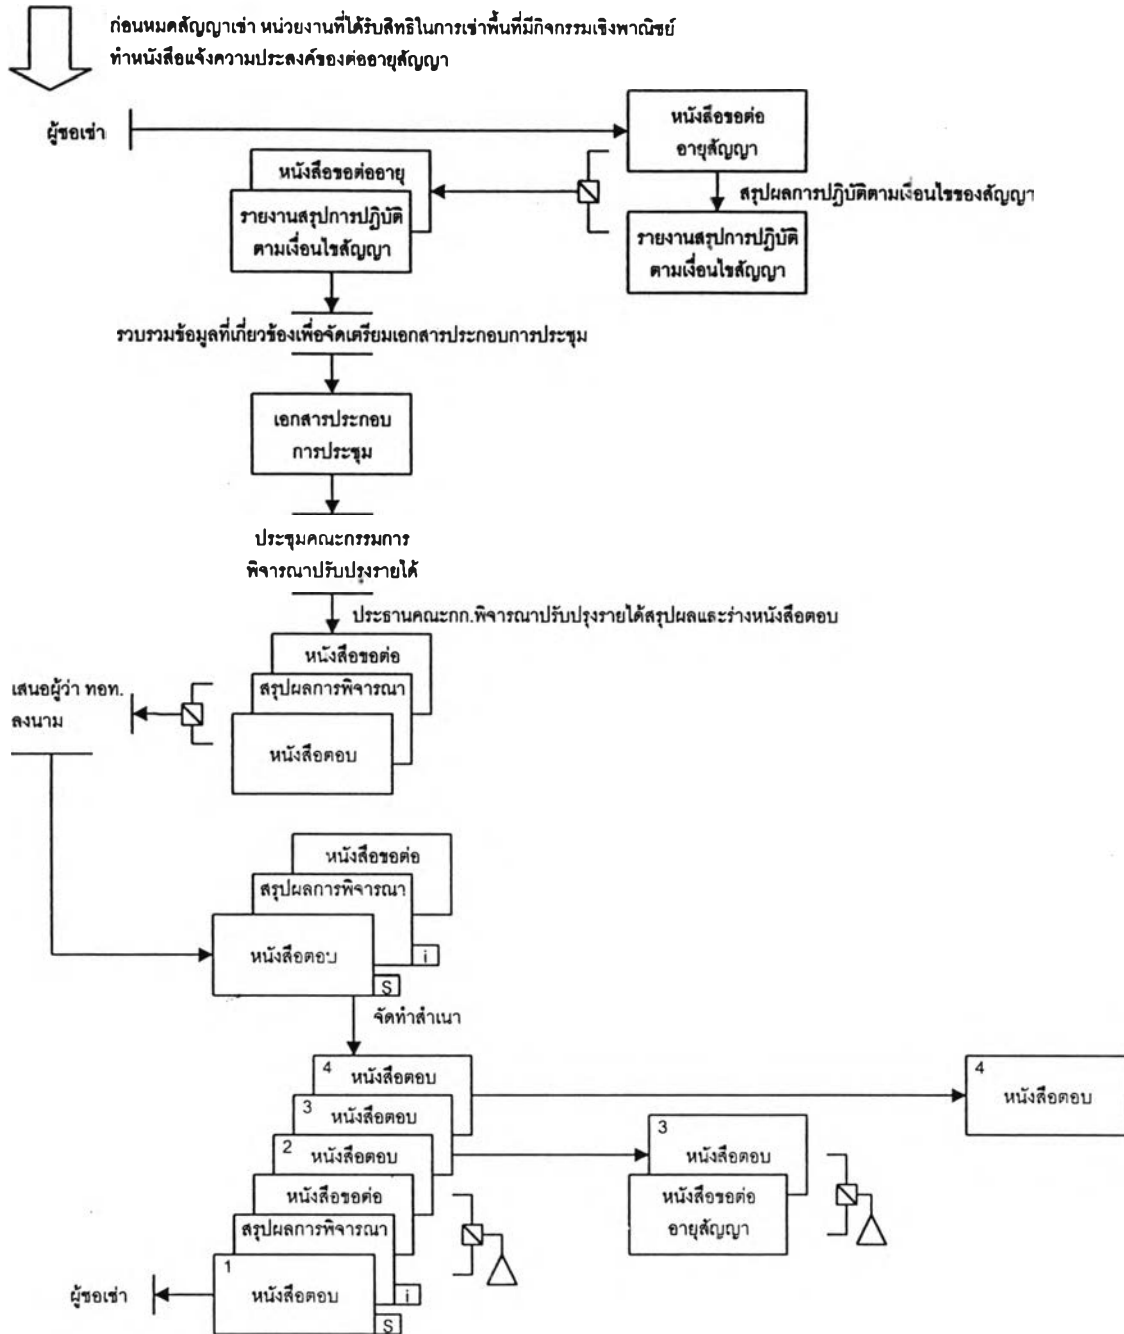 ก่อนหมดสัญญาเช่า หน่วยงานที่ได้รับสิทธิในการเช่าพื้นที่มีกิจกรรมเชิงพาณิชย์
ทำหนังสือแจ้งความประสงค์ของต่ออายุสัญญา
ผู้ขอเช่า
หนังสือขอต่อ
อายุสัญญา
หนังสือขอต่ออายุ
รายงานสรุปการปฏิบัติ
ตามเงื่อนไขสัญญา
สรุปผลการปฏิบัติตามเงื่อนไขของสัญญา
รายงานสรุปการปฏิบัติ
ตามเงื่อนไขสัญญา
รวบรวมข้อมูลที่เกี่ยวข้องเพื่อจัดเตรียมเอกสารประกอบการประชุม
เอกสารประกอบ
การประชุม
ประชุมคณะกรรมการ
พิจารณาปรับปรุงรายได้
ประธานคณะกก.พิจารณาปรับปรุงรายได้สรุปผลและร่างหนังสือตอบ
หนังสือขอต่อ
สรุปผลการพิจารณา
หนังสือตอบ
เสนอผู้ว่า ทอท.
ลงนาม
หนังสือขอต่อ
สรุปผลการพิจารณา
i
หนังสือตอบ
S
จัดทำสำเนา
4
หนังสือตอบ
4
หนังสือตอบ
3
หนังสือตอบ
3
หนังสือตอบ
2
หนังสือตอบ
หนังสือขอต่อ
หนังสือขอต่อ
อายุสัญญา
สรุปผลการพิจารณา
i
1
หนังสือตอบ
S
ผู้ขอเช่า